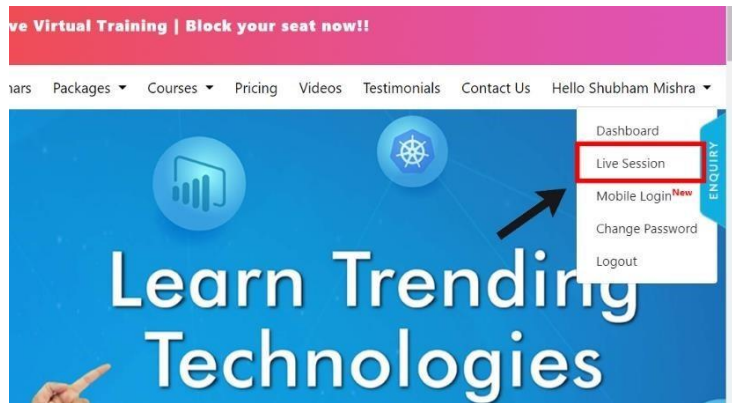 ve Virtual Training | Block your seat now!!
nars Packages Courses Pricing Videos Testimonials Contact Us Hello Shubham Mishra
Dashboard
Live Session
Mobile Login New
Change Password
Logout
ENQUIRY
Learn Trending
Technologies